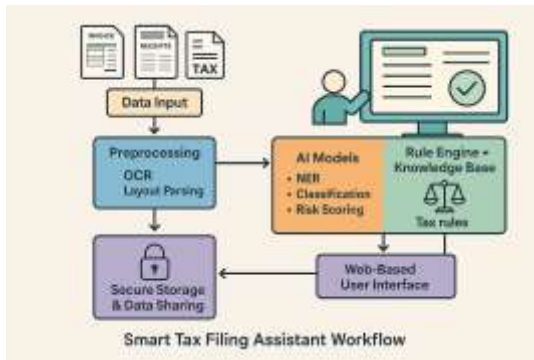 INVOICE
RECEIPTS
TAX
Data Input
Preprocessing
OCR
Layout Parsing
AI Models
• NER
• Classification
• Risk Scoring
Rule Engine +
Knowledge Base
Tax rules
Secure Storage
& Data Sharing
Web-Based
User Interface
Smart Tax Filing Assistant Workflow